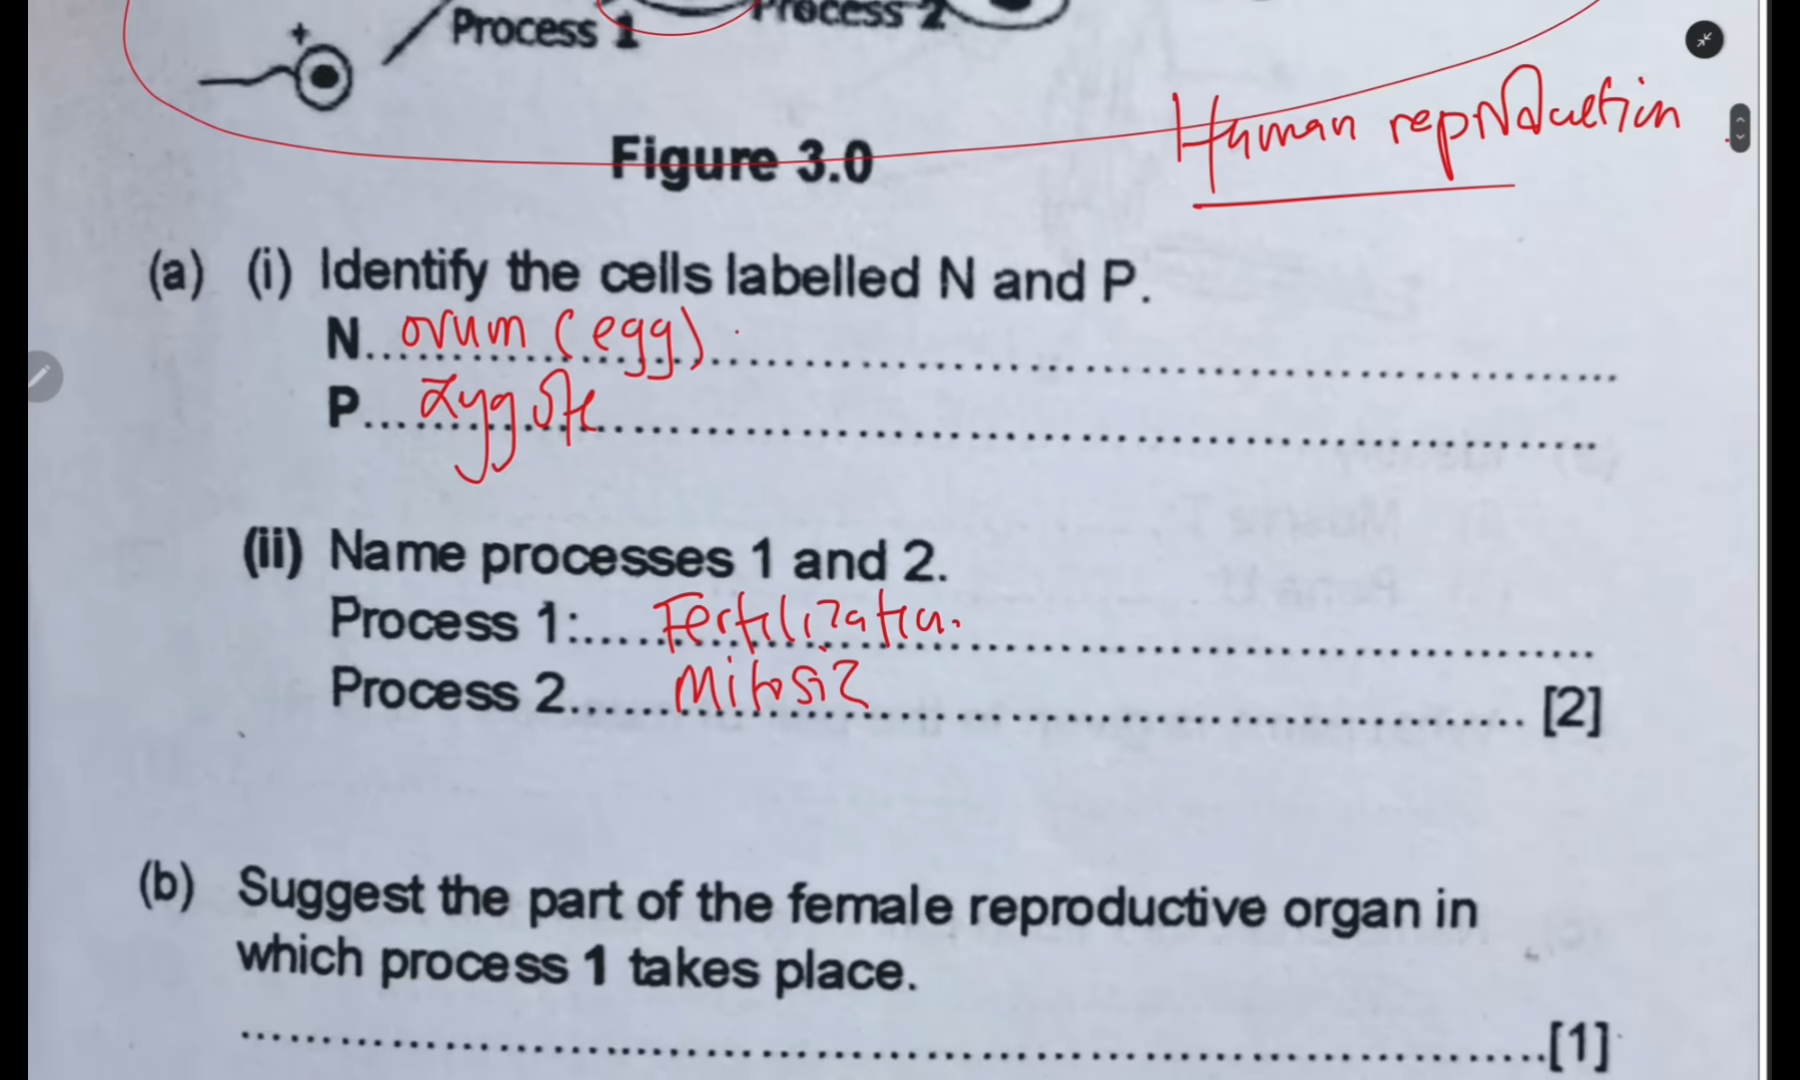 Process 1 Process 2
+
Figure 3.0
Human reproduction
(a) (i) Identify the cells labelled N and P.
N ovum (egg)
P zygote
(ii) Name processes 1 and 2.
Process 1: Fertilization.
Process 2 Mitosis [2]
(b) Suggest the part of the female reproductive organ in
which process 1 takes place.
[1]